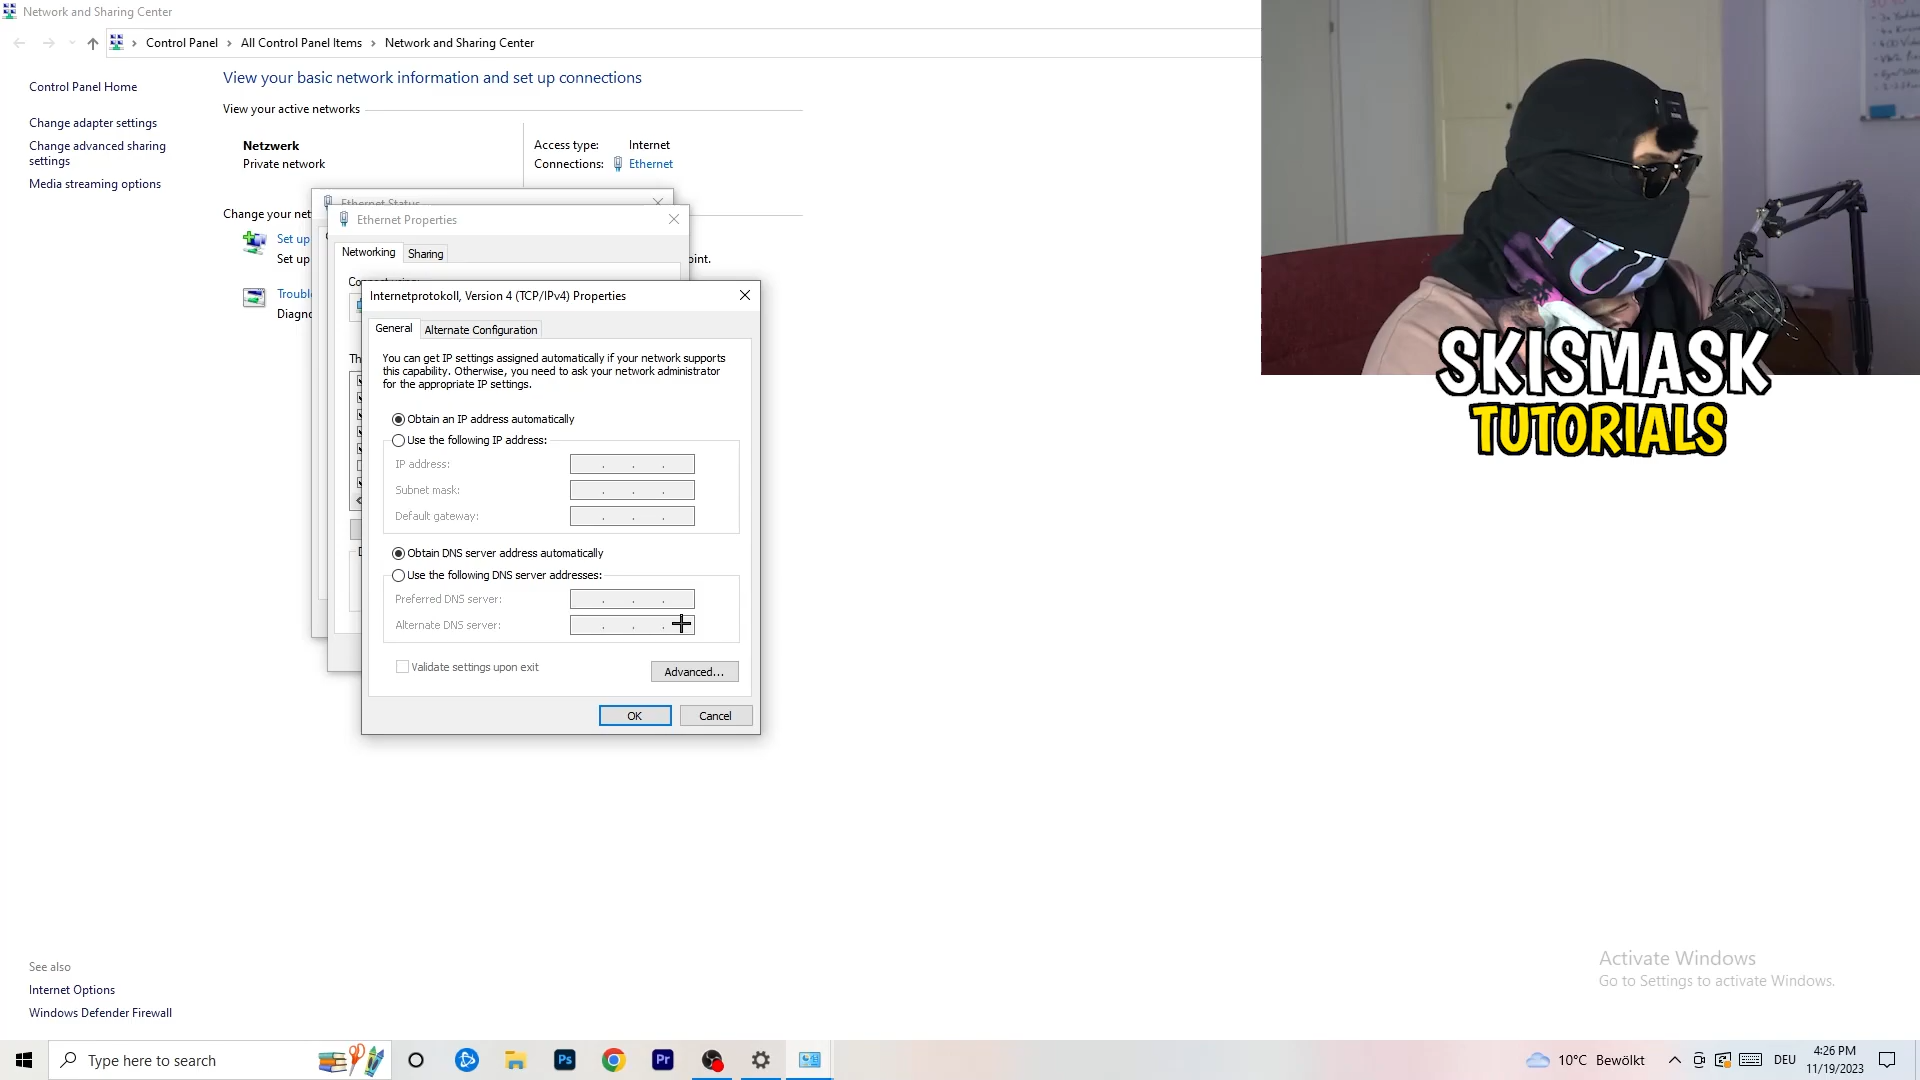 Network and Sharing Center
Control Panel
All Control Panel Items
Network and Sharing Center
Control Panel Home
Change adapter settings
Change advanced sharing
settings
Media streaming options
View your basic network information and set up connections
View your active networks
Netzwerk
Private network
Access type: Internet
Connections: Ethernet
Change your net
Set up
Set up
oint.
Troubl
Diagno
Ethernet Status
Ethernet Properties
Networking
Sharing
Internetprotokoll, Version 4 (TCP/IPv4) Properties
General
Alternate Configuration
You can get IP settings assigned automatically if your network supports
this capability. Otherwise, you need to ask your network administrator
for the appropriate IP settings.
Obtain an IP address automatically
Use the following IP address:
IP address:
Subnet mask:
Default gateway:
Obtain DNS server address automatically
Use the following DNS server addresses:
Preferred DNS server:
Alternate DNS server:
Validate settings upon exit
Advanced...
OK
Cancel
SKISMASK
TUTORIALS
See also
Internet Options
Windows Defender Firewall
Activate Windows
Go to Settings to activate Windows.
Type here to search
Ps
Pr
10°C Bewölkt
DEU
4:26 PM
11/19/2023